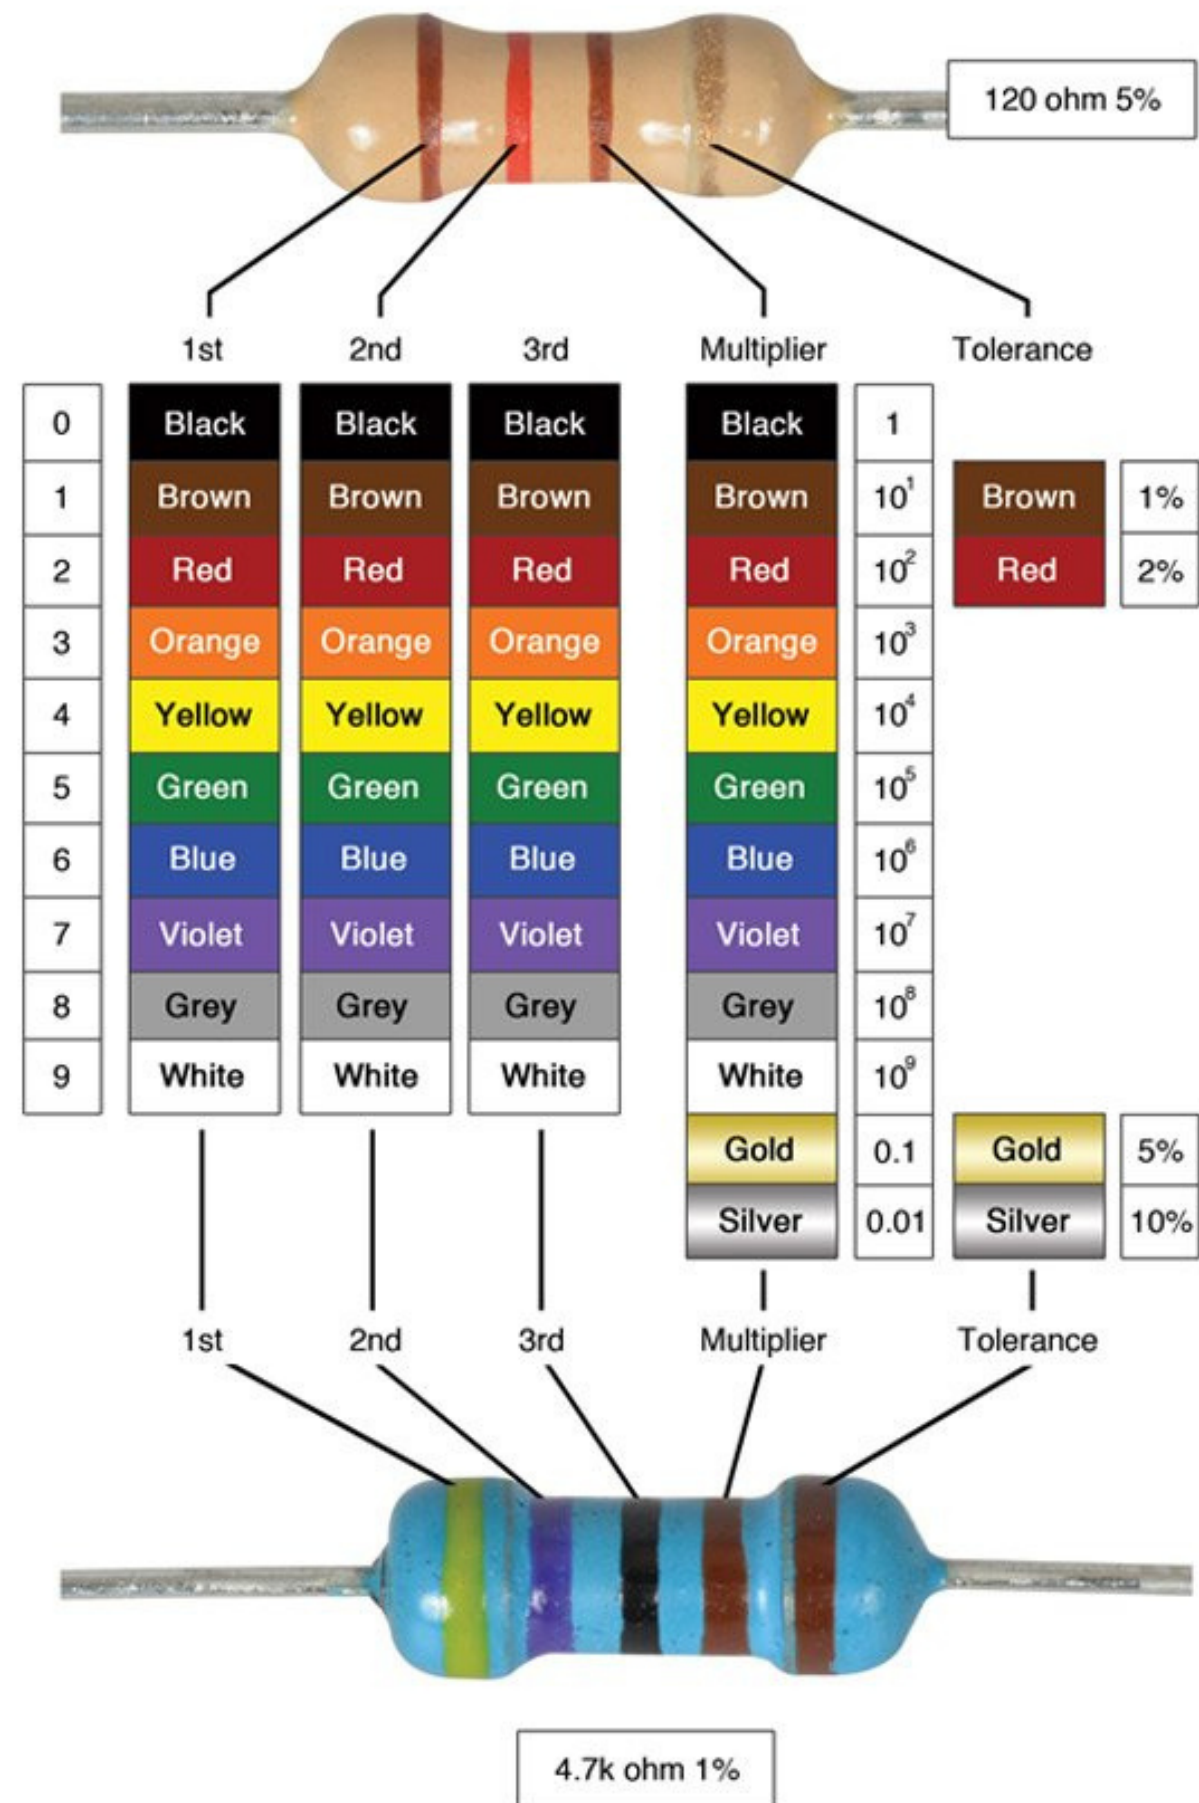 120 ohm 5%
1st 2nd 3rd Multiplier Tolerance
0 Black Black Black Black 1
1 Brown Brown Brown Brown 10¹ Brown 1%
2 Red Red Red Red 10² Red 2%
3 Orange Orange Orange Orange 10³
4 Yellow Yellow Yellow Yellow 10⁴
5 Green Green Green Green 10⁵
6 Blue Blue Blue Blue 10⁶
7 Violet Violet Violet Violet 10⁷
8 Grey Grey Grey Grey 10⁸
9 White White White White 10⁹
Gold 0.1 Gold 5%
Silver 0.01 Silver 10%
1st 2nd 3rd Multiplier Tolerance
4.7k ohm 1%